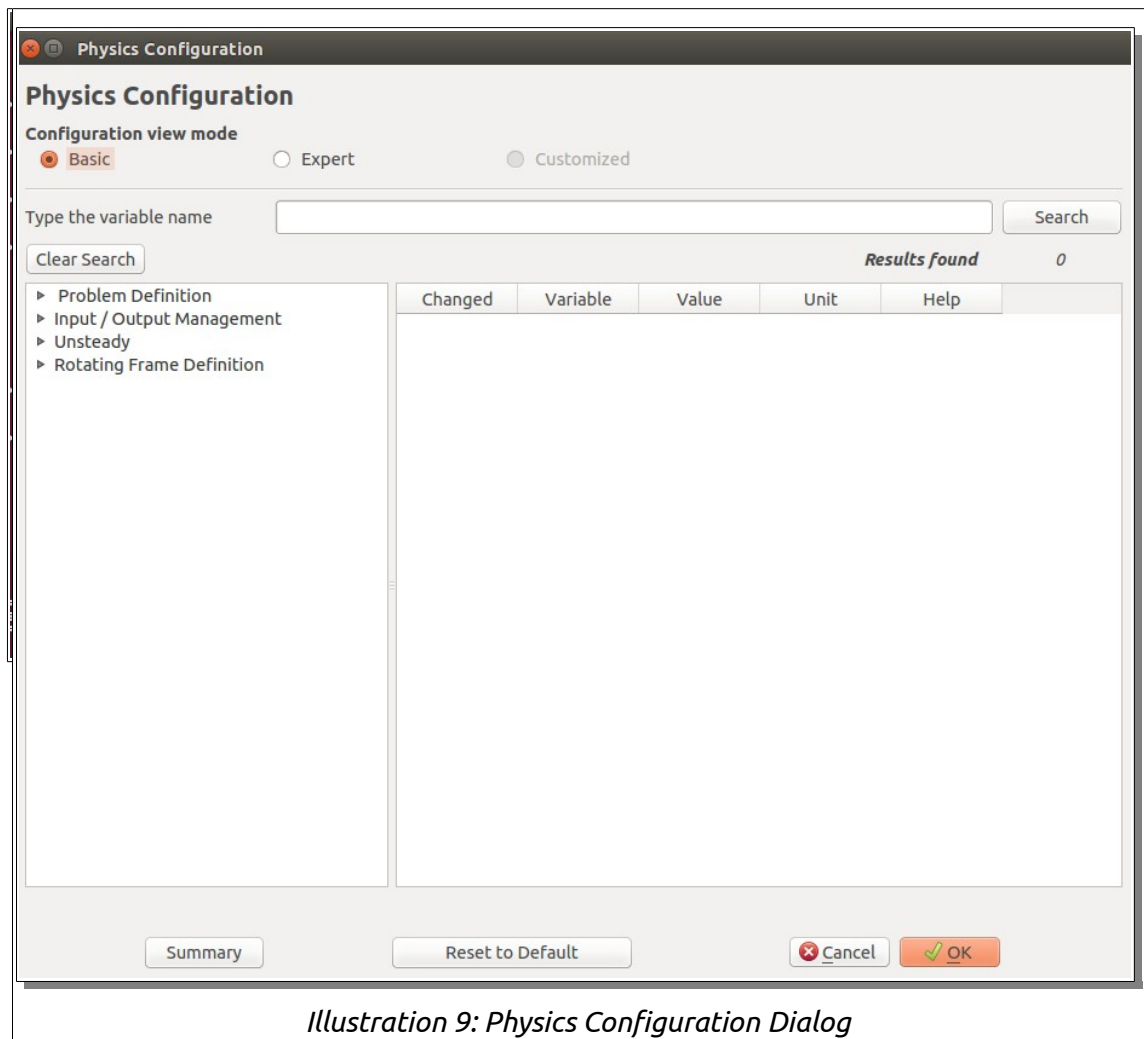 Physics Configuration
Physics Configuration
Configuration view mode
Basic Expert Customized
Type the variable name Search
Clear Search Results found 0
Problem Definition
Input / Output Management
Unsteady
Rotating Frame Definition
Changed Variable Value Unit Help
Summary Reset to Default Cancel OK
Illustration 9: Physics Configuration Dialog